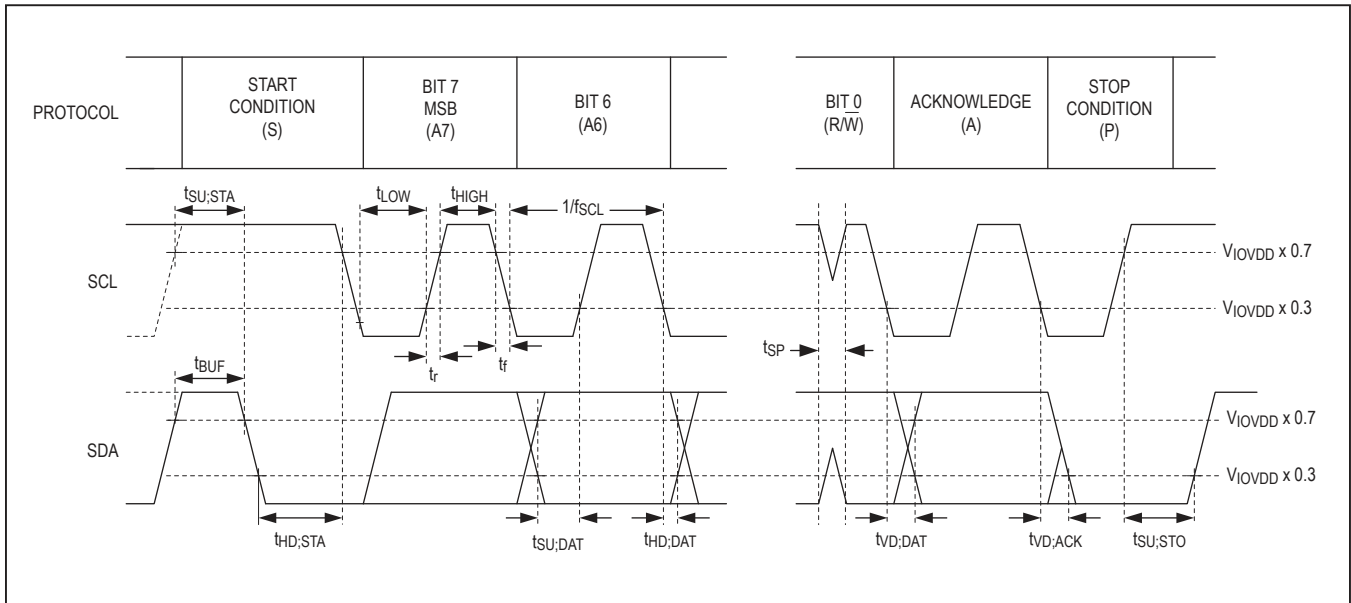 PROTOCOL
START
CONDITION
(S)
BIT 7
MSB
(A7)
BIT 6
(A6)
BIT 0
(R/W̅)
ACKNOWLEDGE
(A)
STOP
CONDITION
(P)
tSU;STA
tLOW
tHIGH
1/fSCL
SCL
VIOVDD x 0.7
VIOVDD x 0.3
tBUF
tr
tf
tSP
SDA
VIOVDD x 0.7
VIOVDD x 0.3
tHD;STA
tSU;DAT
tHD;DAT
tVD;DAT
tVD;ACK
tSU;STO